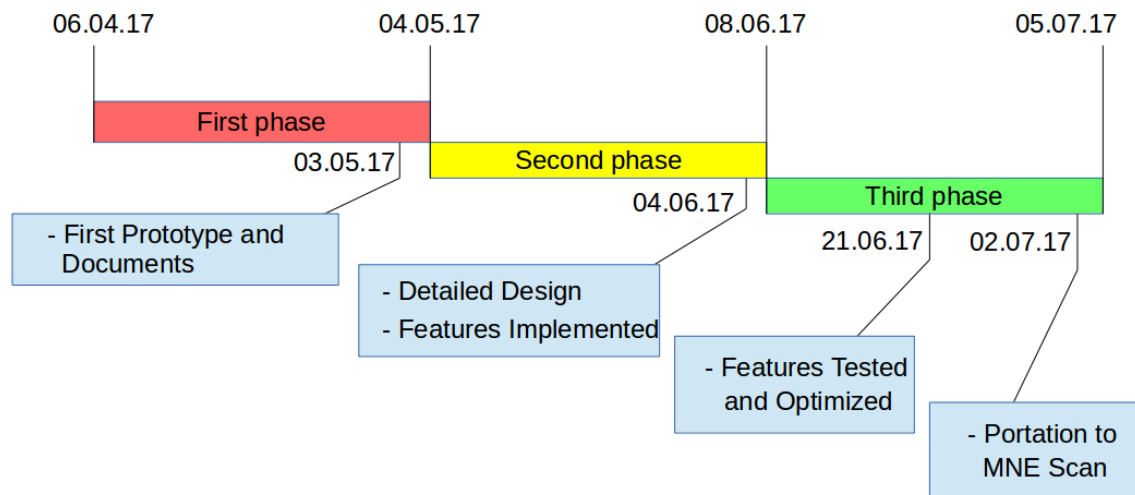 06.04.17
04.05.17
08.06.17
05.07.17
First phase
03.05.17
Second phase
04.06.17
Third phase
21.06.17
02.07.17
- First Prototype and
Documents
- Detailed Design
- Features Implemented
- Features Tested
and Optimized
- Portation to
MNE Scan